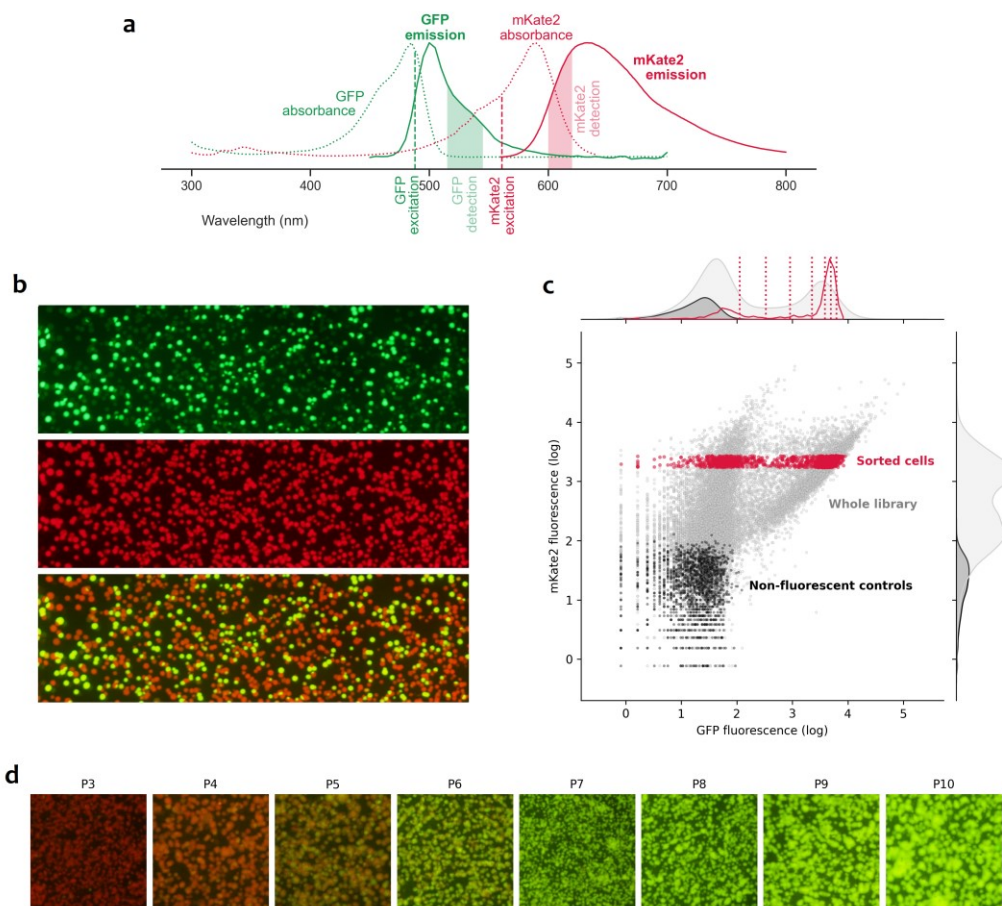 a
GFP
emission
mKate2
absorbance
mKate2
emission
GFP
absorbance
mKate2
detection
300
400
500
600
700
800
Wavelength (nm)
GFP
excitation
GFP
detection
mKate2
excitation
b
c
5
4
3
2
1
0
mKate2 fluorescence (log)
Sorted cells
Whole library
Non-fluorescent controls
0
1
2
3
4
5
GFP fluorescence (log)
d
P3
P4
P5
P6
P7
P8
P9
P10